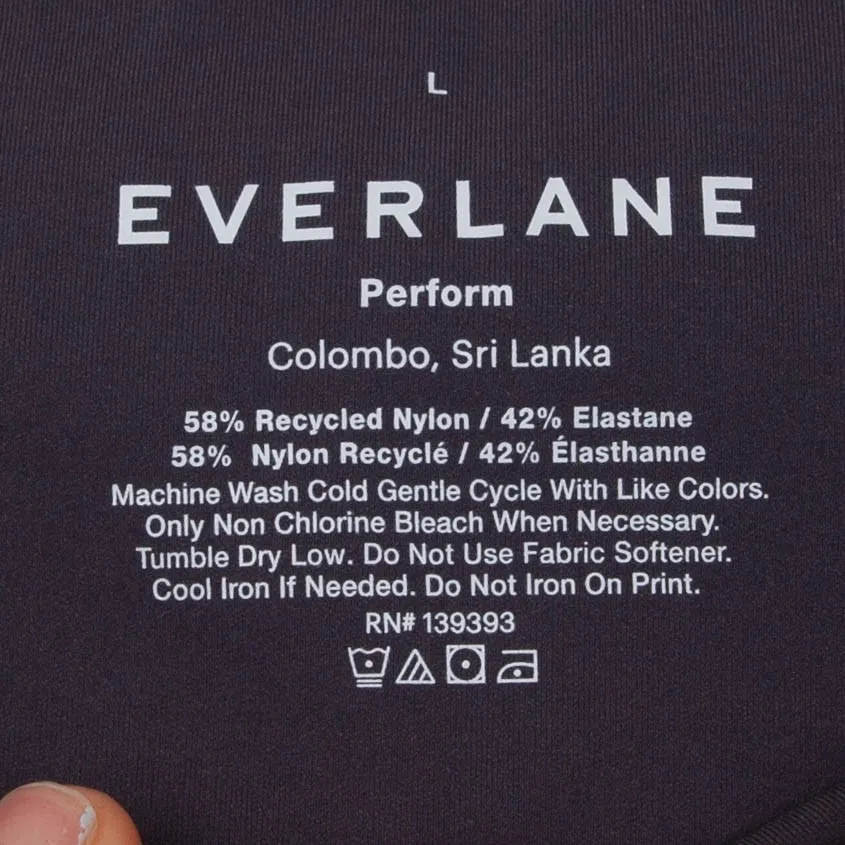 L
EVERLANE
Perform
Colombo, Sri Lanka
58% Recycled Nylon / 42% Elastane
58% Nylon Recyclé / 42% Élasthanne
Machine Wash Cold Gentle Cycle With Like Colors.
Only Non Chlorine Bleach When Necessary.
Tumble Dry Low. Do Not Use Fabric Softener.
Cool Iron If Needed. Do Not Iron On Print.
RN# 139393